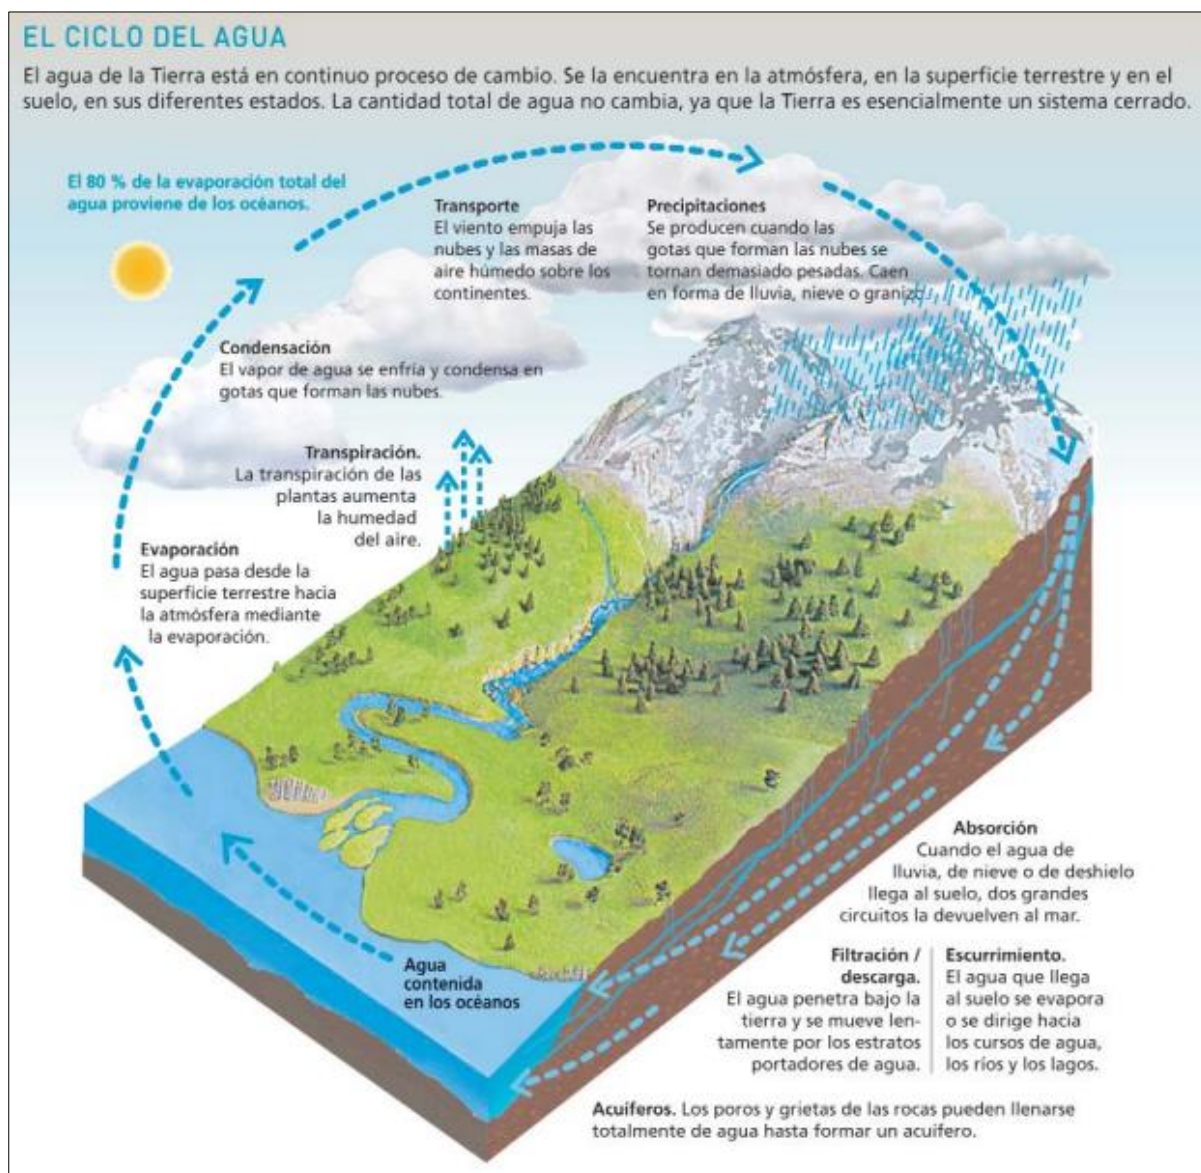 EL CICLO DEL AGUA
El agua de la Tierra está en continuo proceso de cambio. Se la encuentra en la atmósfera, en la superficie terrestre y en el
suelo, en sus diferentes estados. La cantidad total de agua no cambia, ya que la Tierra es esencialmente un sistema cerrado.
El 80 % de la evaporación total del
agua proviene de los océanos.
Transporte
El viento empuja las
nubes y las masas de
aire húmedo sobre los
continentes.
Precipitaciones
Se producen cuando las
gotas que forman las nubes se
tornan demasiado pesadas. Caen
en forma de lluvia, nieve o granizo.
Condensación
El vapor de agua se enfría y condensa en
gotas que forman las nubes.
Transpiración.
La transpiración de las
plantas aumenta
la humedad
del aire.
Evaporación
El agua pasa desde la
superficie terrestre hacia
la atmósfera mediante
la evaporación.
Agua
contenida
en los océanos
Absorción
Cuando el agua de
lluvia, de nieve o de deshielo
llega al suelo, dos grandes
circuitos la devuelven al mar.
Filtración /
descarga.
El agua penetra bajo la
tierra y se mueve len-
tamente por los estratos
portadores de agua.
Escurrimiento.
El agua que llega
al suelo se evapora
o se dirige hacia
los cursos de agua,
los ríos y los lagos.
Acuíferos. Los poros y grietas de las rocas pueden llenarse
totalmente de agua hasta formar un acuífero.